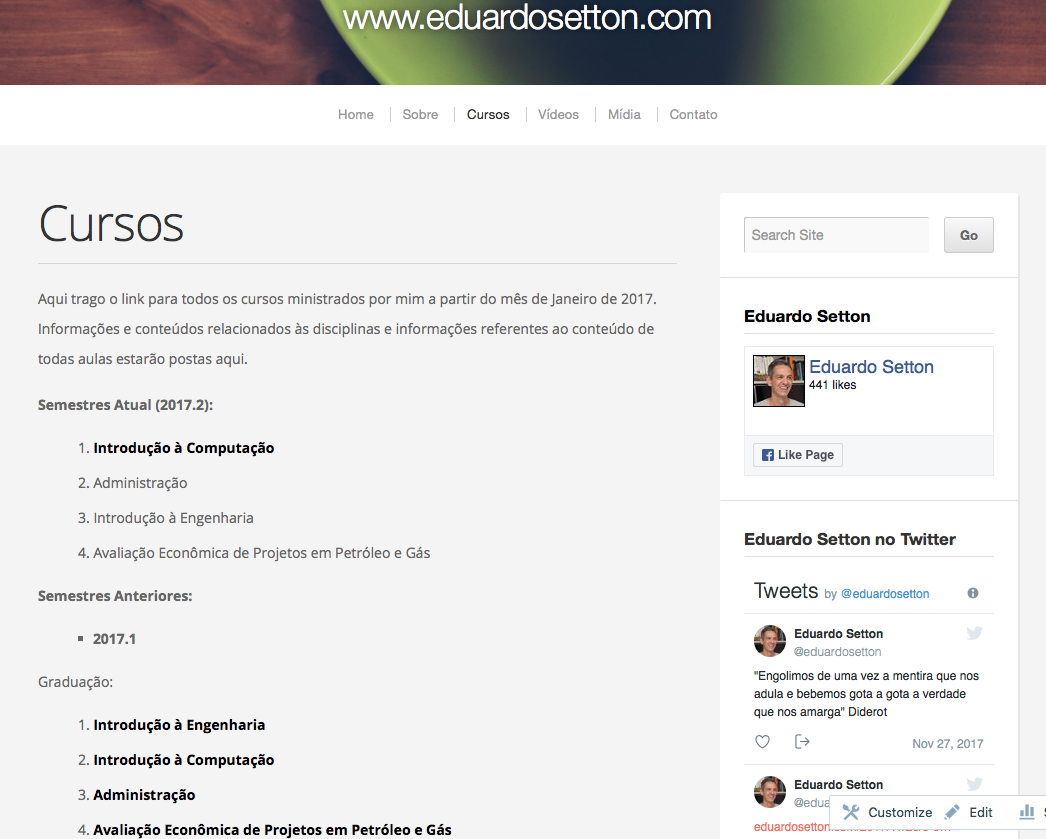 www.eduardosetton.com
Home
Sobre
Cursos
Vídeos
Mídia
Contato
Cursos
Aqui trago o link para todos os cursos ministrados por mim a partir do mês de Janeiro de 2017.
Informações e conteúdos relacionados às disciplinas e informações referentes ao conteúdo de
todas aulas estarão postas aqui.
Semestres Atual (2017.2):
1. Introdução à Computação
2. Administração
3. Introdução à Engenharia
4. Avaliação Econômica de Projetos em Petróleo e Gás
Semestres Anteriores:
2017.1
Graduação:
1. Introdução à Engenharia
2. Introdução à Computação
3. Administração
4. Avaliação Econômica de Projetos em Petróleo e Gás
Search Site
Go
Eduardo Setton
Eduardo Setton
441 likes
Like Page
Eduardo Setton no Twitter
Tweets by @eduardosetton
Eduardo Setton
@eduardosetton
"Engolimos de uma vez a mentira que nos
adula e bebemos gota a gota a verdade
que nos amarga" Diderot
Nov 27, 2017
Eduardo Setton
Customize
Edit